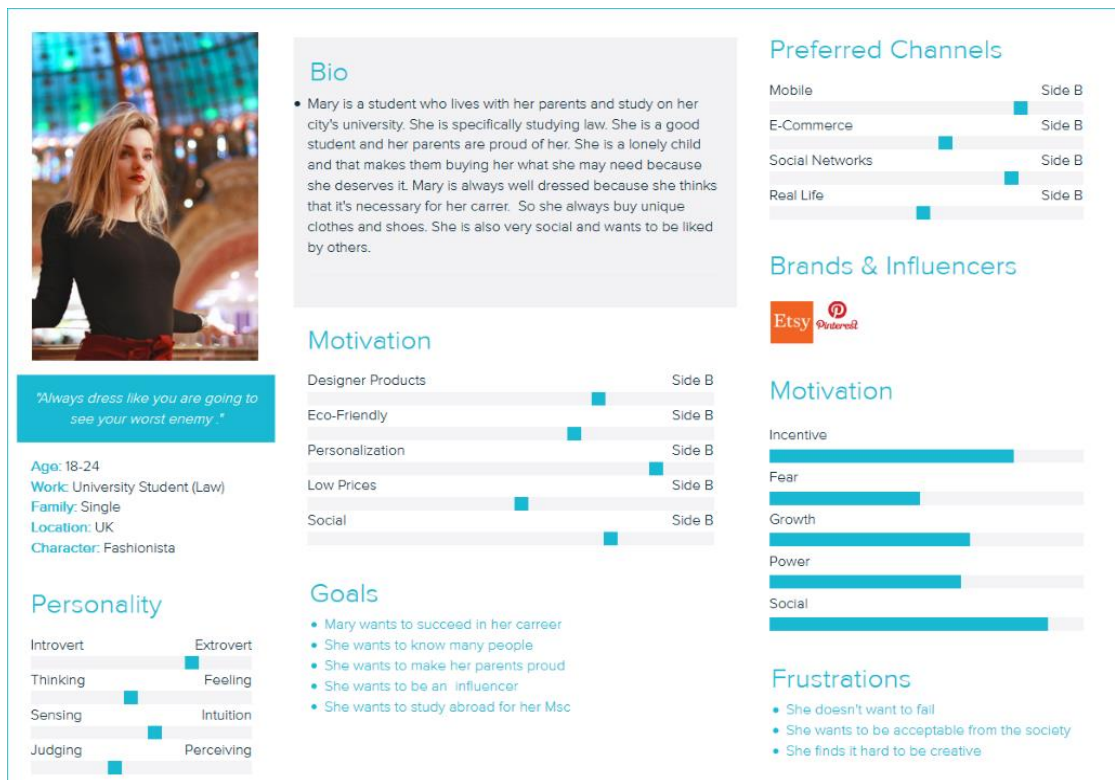 "Always dress like you are going to
see your worst enemy ."
Age: 18-24
Work: University Student (Law)
Family: Single
Location: UK
Character: Fashionista
Personality
Introvert Extrovert
Thinking Feeling
Sensing Intuition
Judging Perceiving
Bio
• Mary is a student who lives with her parents and study on her
city's university. She is specifically studying law. She is a good
student and her parents are proud of her. She is a lonely child
and that makes them buying her what she may need because
she deserves it. Mary is always well dressed because she thinks
that it's necessary for her carrer. So she always buy unique
clothes and shoes. She is also very social and wants to be liked
by others.
Motivation
Designer Products Side B
Eco-Friendly Side B
Personalization Side B
Low Prices Side B
Social Side B
Goals
• Mary wants to succeed in her carreer
• She wants to know many people
• She wants to make her parents proud
• She wants to be an influencer
• She wants to study abroad for her Msc
Preferred Channels
Mobile Side B
E-Commerce Side B
Social Networks Side B
Real Life Side B
Brands & Influencers
Etsy Pinterest
Motivation
Incentive
Fear
Growth
Power
Social
Frustrations
• She doesn't want to fail
• She wants to be acceptable from the society
• She finds it hard to be creative